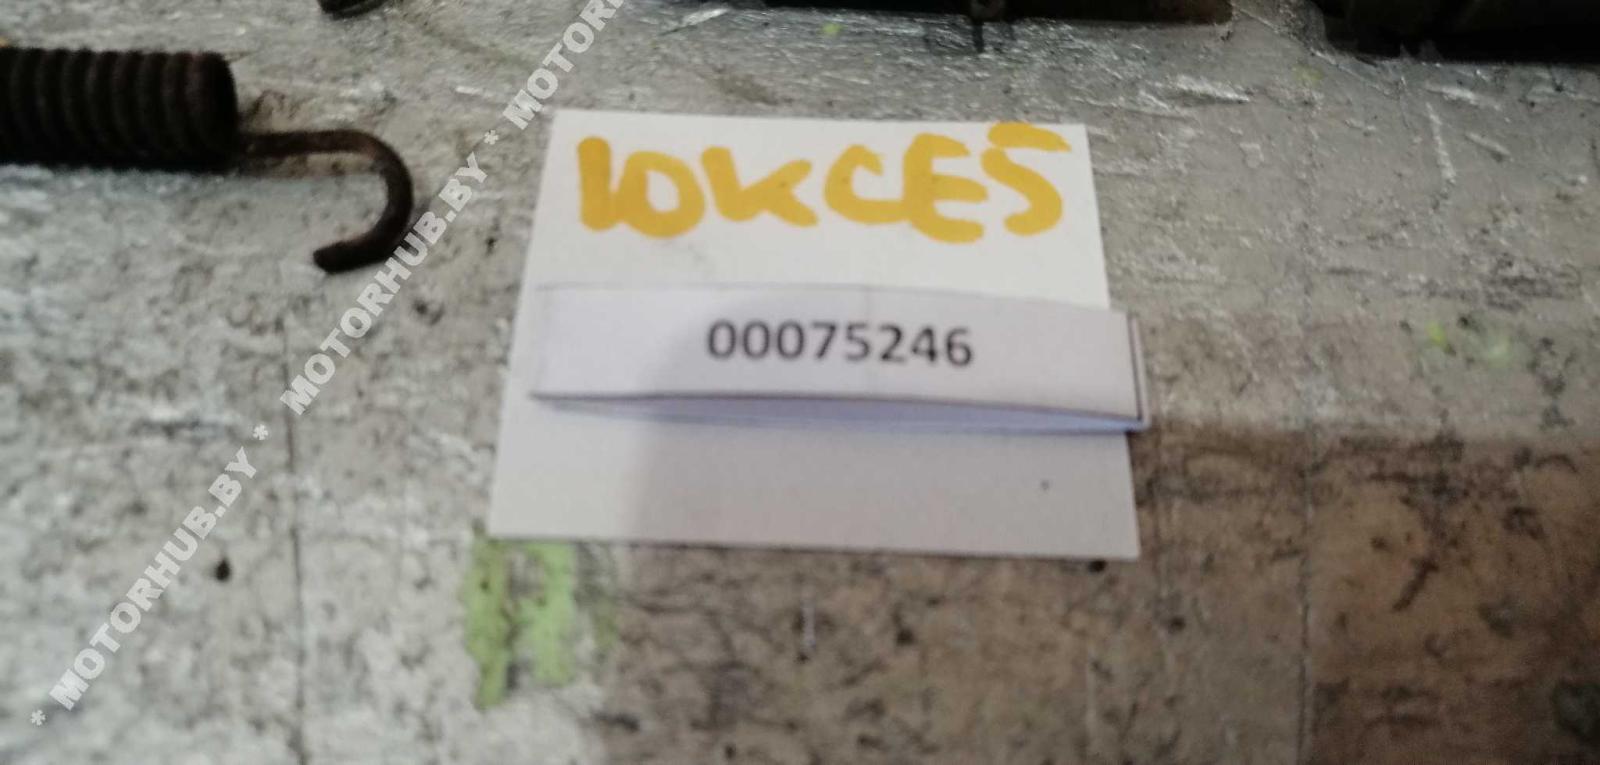 10KCE5
00075246
* MOTORHUB.BY * MOTORHUB.BY * MOTOR